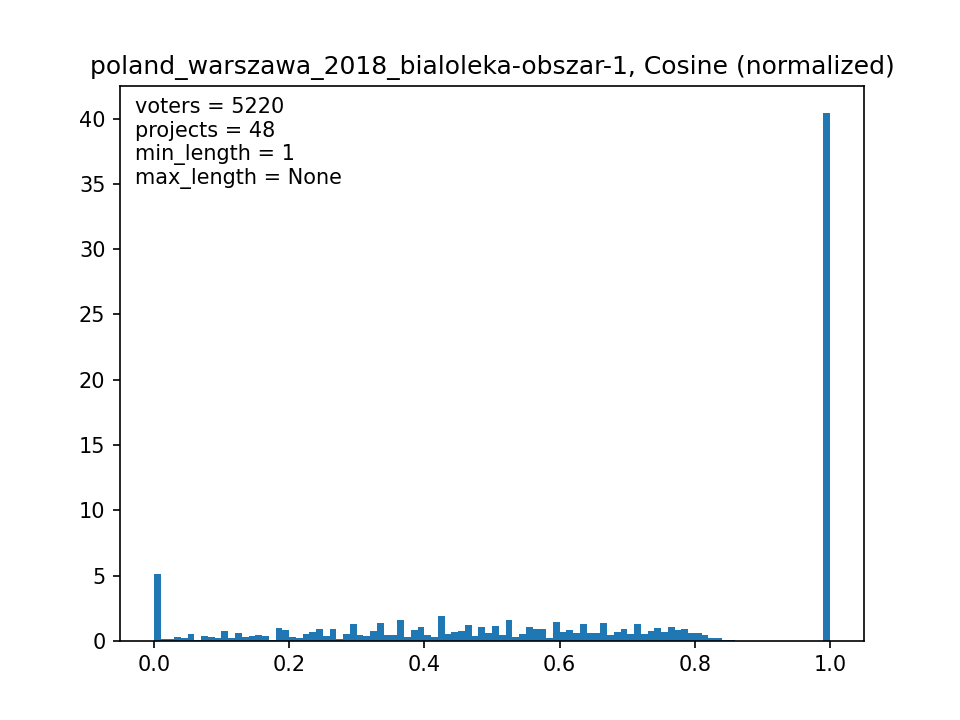 poland_warszawa_2018_bialoleka-obszar-1, Cosine (normalized)
voters = 5220
projects = 48
min_length = 1
max_length = None
40
35
30
25
20
15
10
5
0
0.0 0.2 0.4 0.6 0.8 1.0